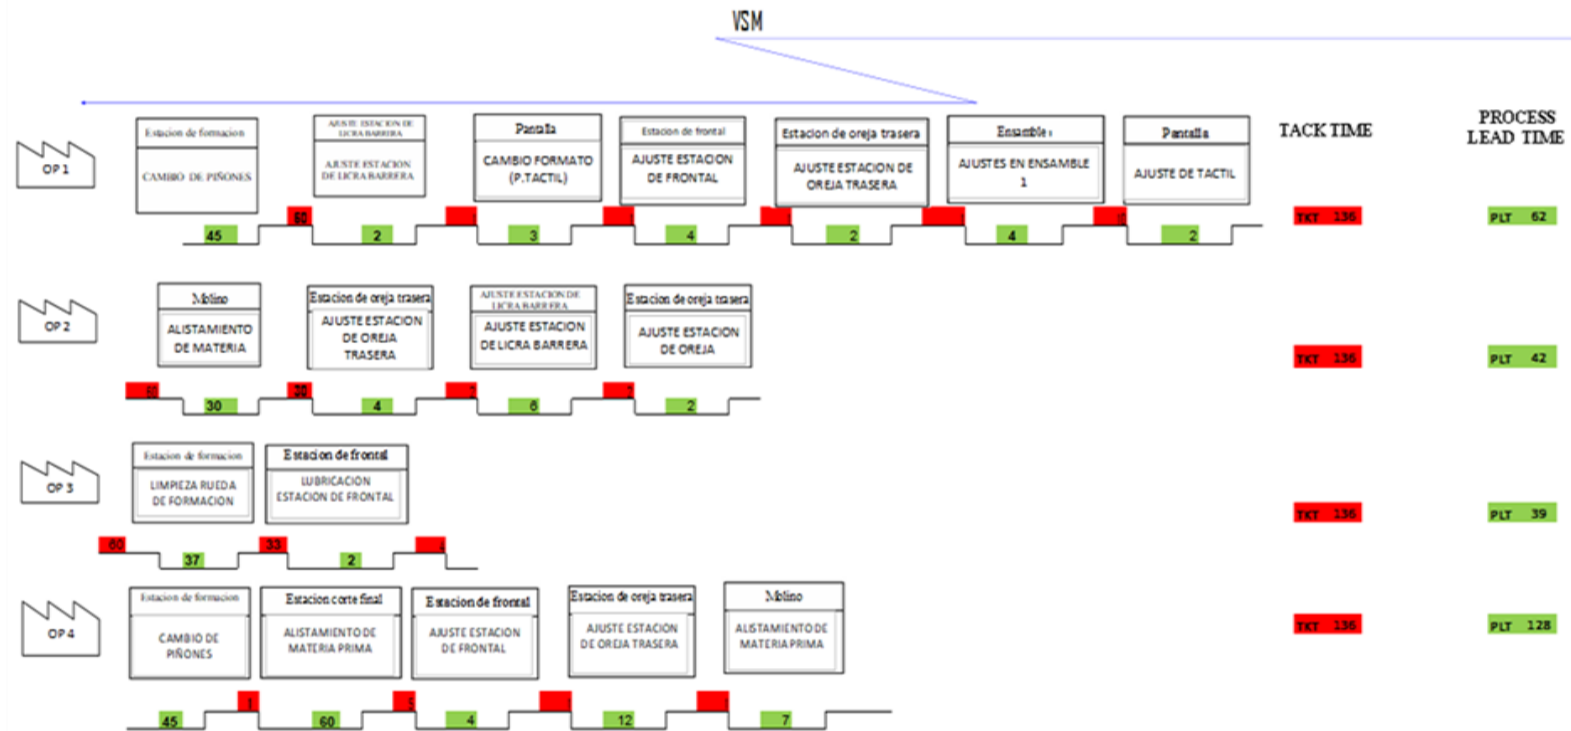 VSM
TACK TIME
PROCESS
LEAD TIME
OP 1
Estacion de formacion
CAMBIO DE PIÑONES
AJUSTE ESTACION DE
LICRA BARRERA
AJUSTE ESTACION
DE LICRA BARRERA
Pantalla
CAMBIO FORMATO
(P.TACTIL)
Estacion de frontal
AJUSTE ESTACION
DE FRONTAL
Estacion de oreja trasera
AJUSTE ESTACION DE
OREJA TRASERA
Ensamble 1
AJUSTES EN ENSAMBLE
1
Pantalla
AJUSTE DE TACTIL
45
60
2
3
4
2
4
2
TKT 136
PLT 62
OP 2
Molino
ALISTAMIENTO
DE MATERIA
Estacion de oreja trasera
AJUSTE ESTACION
DE OREJA
TRASERA
AJUSTE ESTACION DE
LICRA BARRERA
AJUSTE ESTACION
DE LICRA BARRERA
Estacion de oreja trasera
AJUSTE ESTACION
DE OREJA
30
30
4
6
2
TKT 136
PLT 42
OP 3
Estacion de formacion
LIMPIEZA RUEDA
DE FORMACION
Estacion de frontal
LUBRICACION
ESTACION DE FRONTAL
60
37
33
2
TKT 136
PLT 39
OP 4
Estacion de formacion
CAMBIO DE
PIÑONES
Estacion corte final
ALISTAMIENTO DE
MATERIA PRIMA
Estacion de frontal
AJUSTE ESTACION
DE FRONTAL
Estacion de oreja trasera
AJUSTE ESTACION
DE OREJA TRASERA
Molino
ALISTAMIENTO DE
MATERIA PRIMA
45
60
5
4
12
7
TKT 136
PLT 128